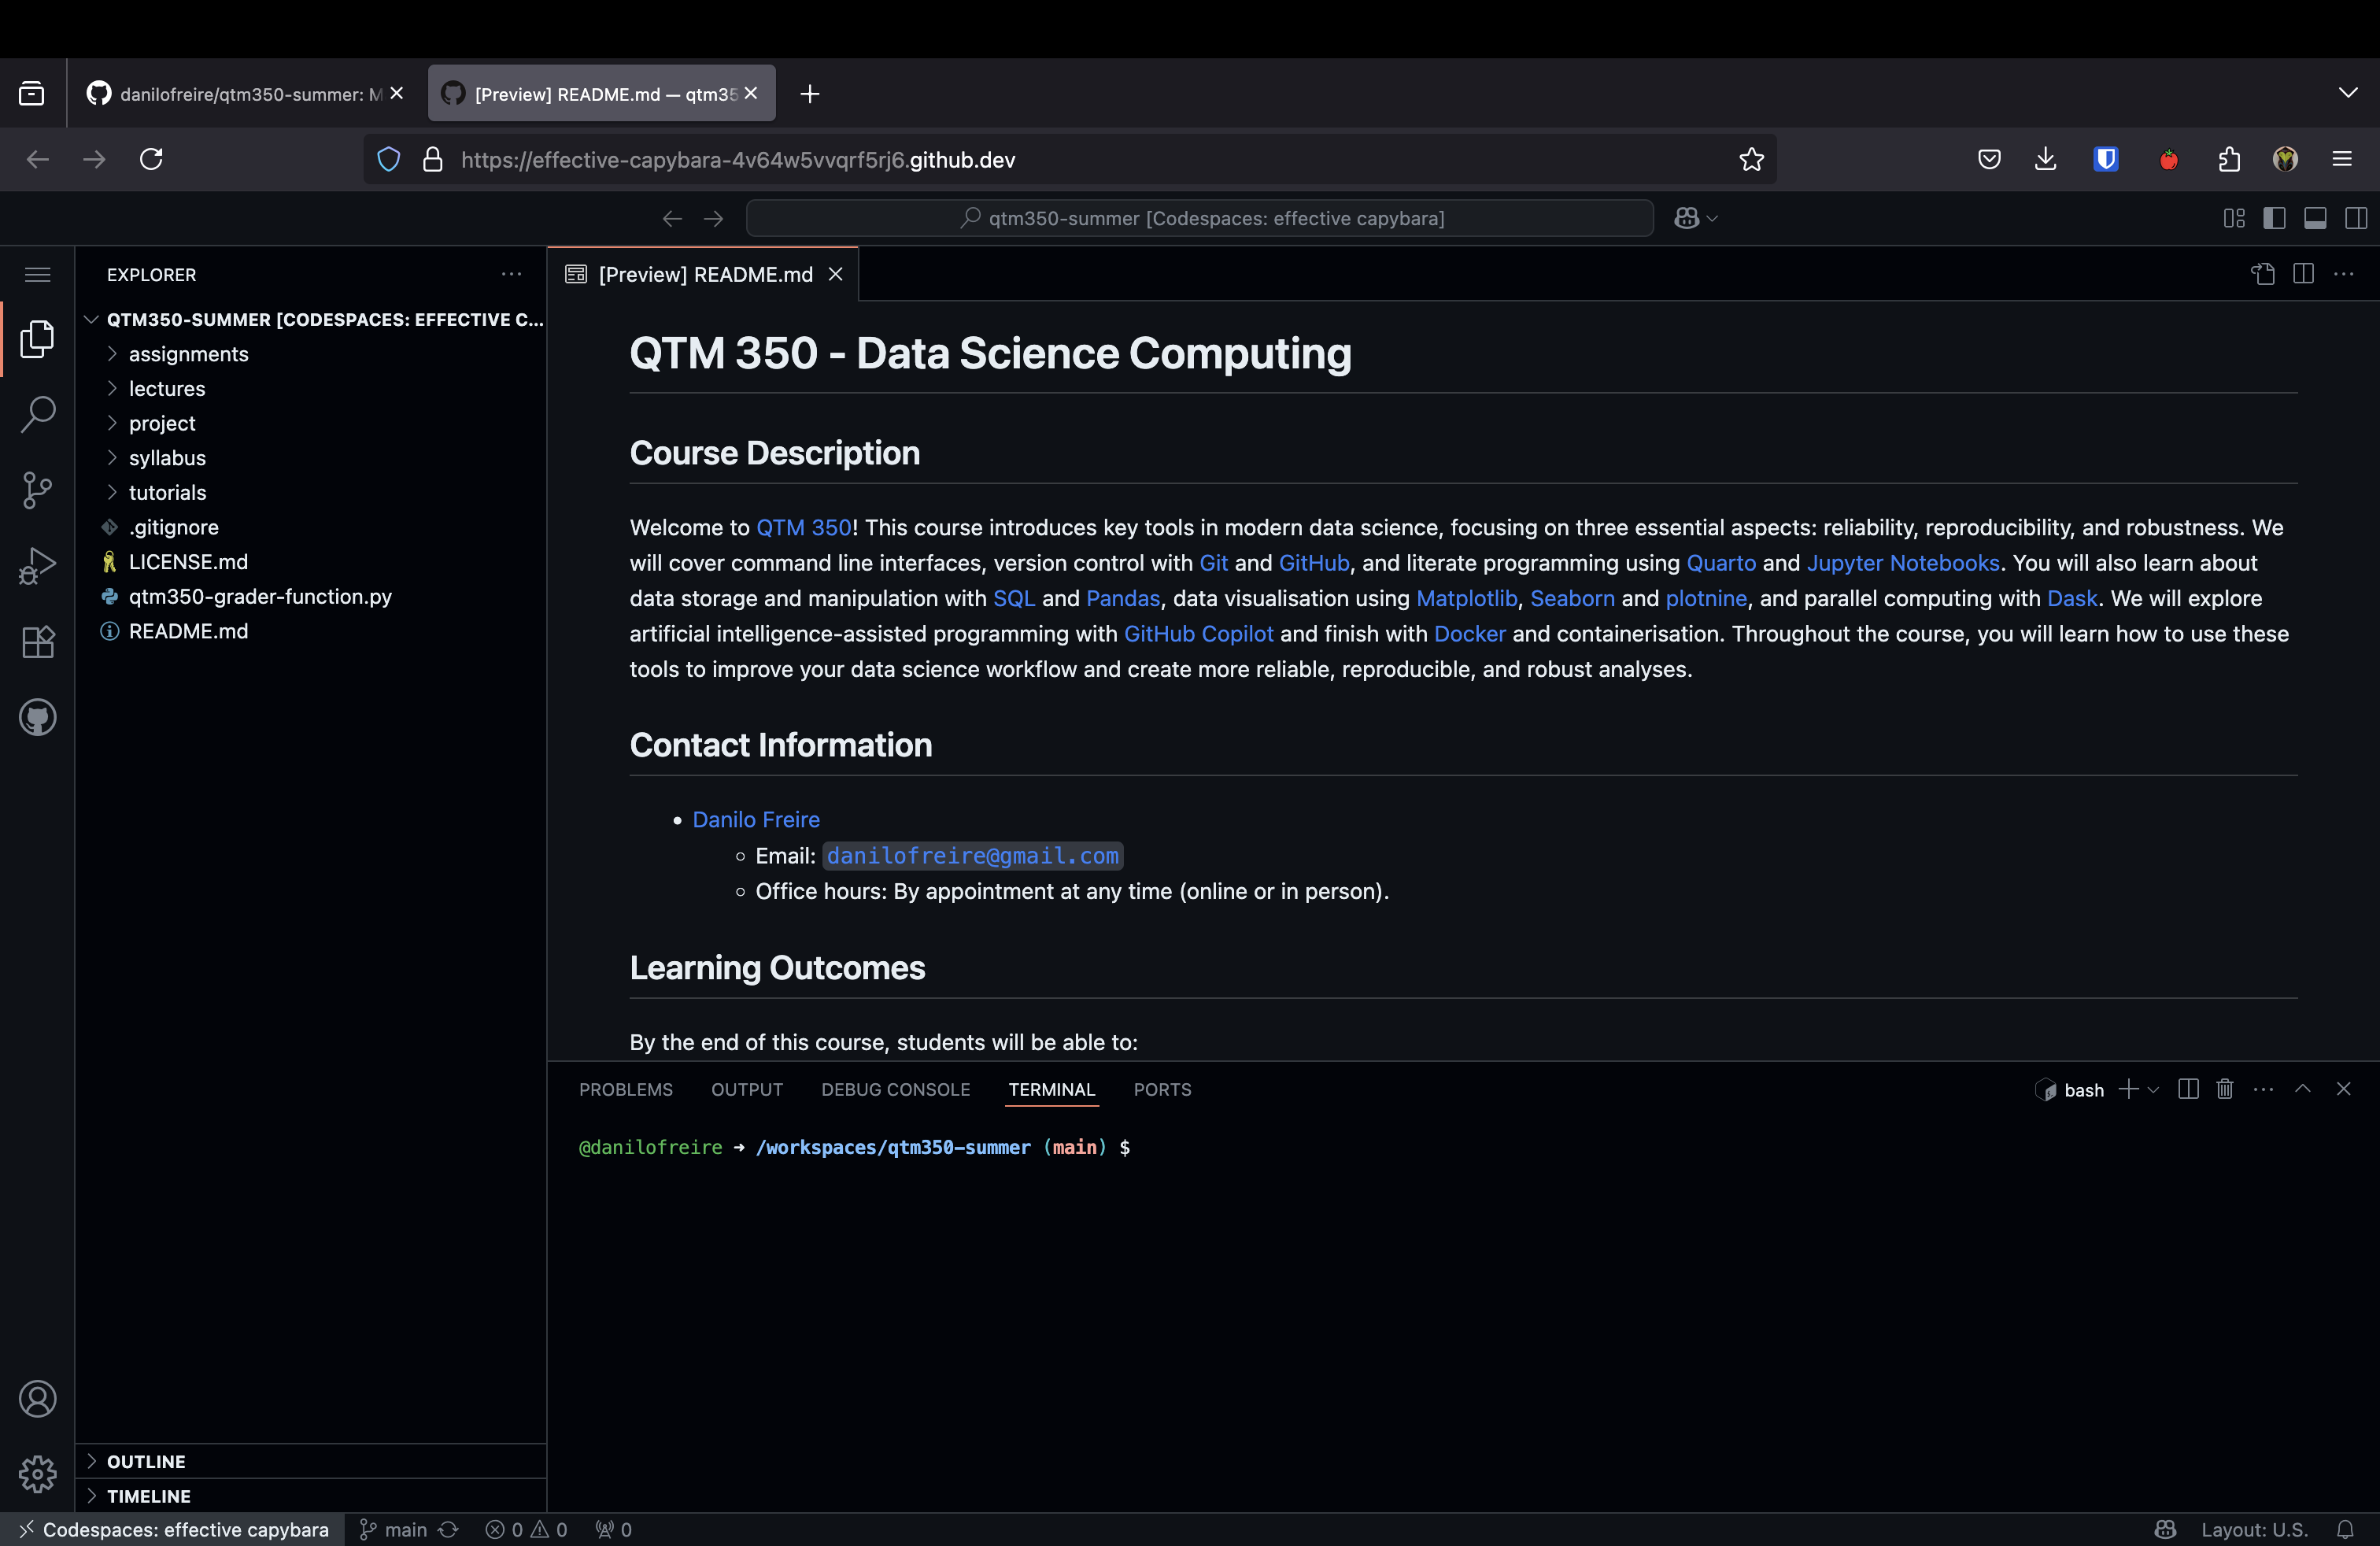 danilofreire/qtm350-summer: M
[Preview] README.md — qtm35
https://effective-capybara-4v64w5vvqrf5rj6.github.dev
qtm350-summer [Codespaces: effective capybara]
EXPLORER
QTM350-SUMMER [CODESPACES: EFFECTIVE C...
assignments
lectures
project
syllabus
tutorials
.gitignore
LICENSE.md
qtm350-grader-function.py
README.md
OUTLINE
TIMELINE
[Preview] README.md
QTM 350 - Data Science Computing
Course Description
Welcome to QTM 350! This course introduces key tools in modern data science, focusing on three essential aspects: reliability, reproducibility, and robustness. We
will cover command line interfaces, version control with Git and GitHub, and literate programming using Quarto and Jupyter Notebooks. You will also learn about
data storage and manipulation with SQL and Pandas, data visualisation using Matplotlib, Seaborn and plotnine, and parallel computing with Dask. We will explore
artificial intelligence-assisted programming with GitHub Copilot and finish with Docker and containerisation. Throughout the course, you will learn how to use these
tools to improve your data science workflow and create more reliable, reproducible, and robust analyses.
Contact Information
• Danilo Freire
○ Email: danilofreire@gmail.com
○ Office hours: By appointment at any time (online or in person).
Learning Outcomes
By the end of this course, students will be able to:
PROBLEMS OUTPUT DEBUG CONSOLE TERMINAL PORTS
bash
@danilofreire ➜ /workspaces/qtm350-summer (main) $
Codespaces: effective capybara main 0 0 0 Layout: U.S.